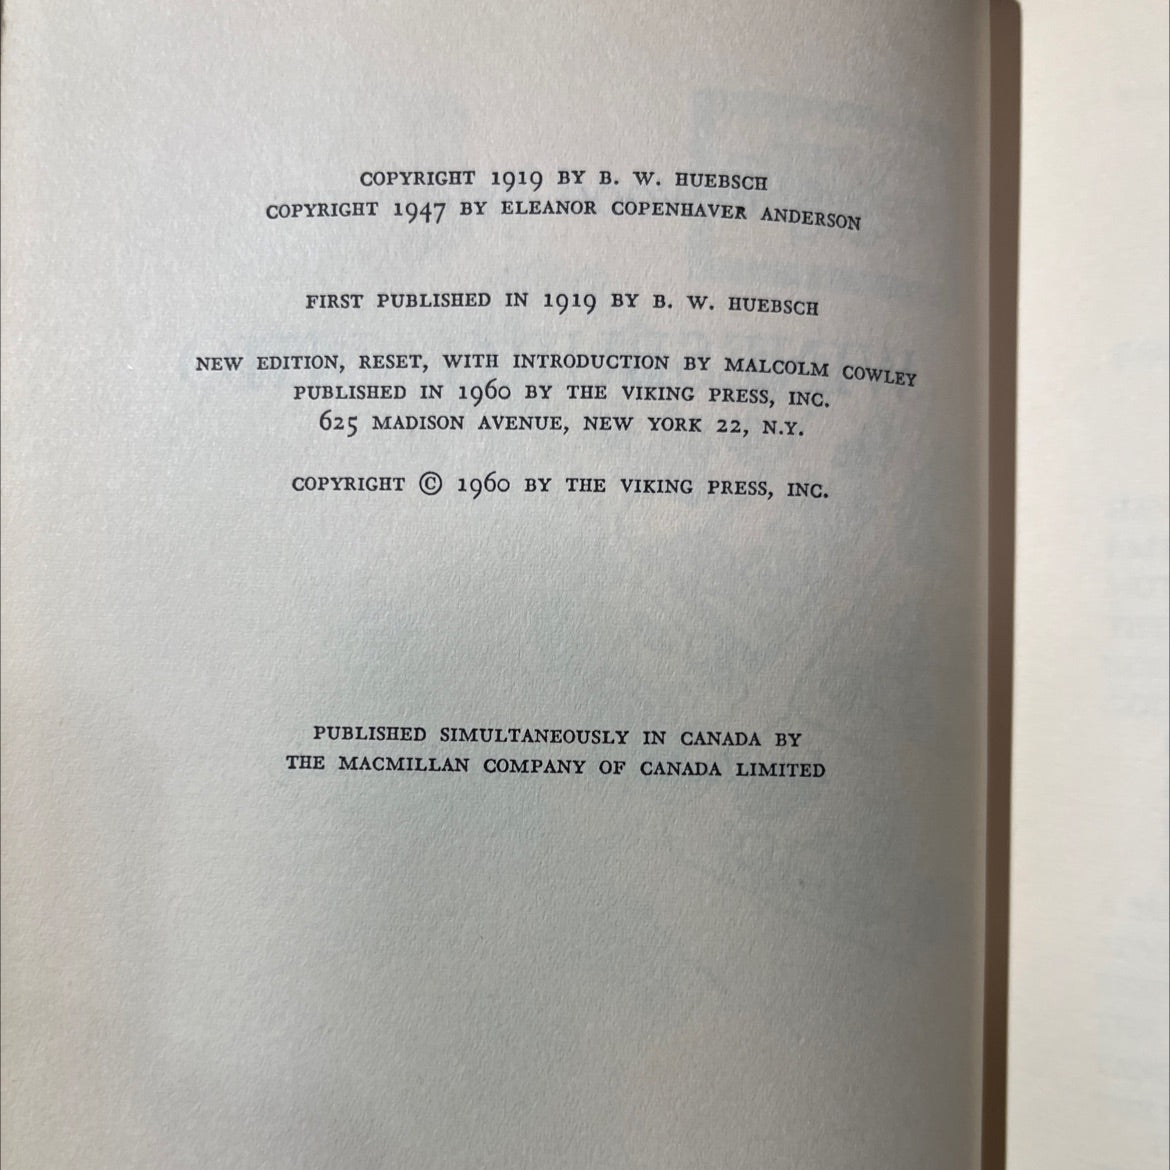 COPYRIGHT 1919 BY B. W. HUEBSCH
COPYRIGHT 1947 BY ELEANOR COPENHAVER ANDERSON
FIRST PUBLISHED IN 1919 BY B. W. HUEBSCH
NEW EDITION, RESET, WITH INTRODUCTION BY MALCOLM COWLEY
PUBLISHED IN 1960 BY THE VIKING PRESS, INC.
625 MADISON AVENUE, NEW YORK 22, N.Y.
COPYRIGHT © 1960 BY THE VIKING PRESS, INC.
PUBLISHED SIMULTANEOUSLY IN CANADA BY
THE MACMILLAN COMPANY OF CANADA LIMITED